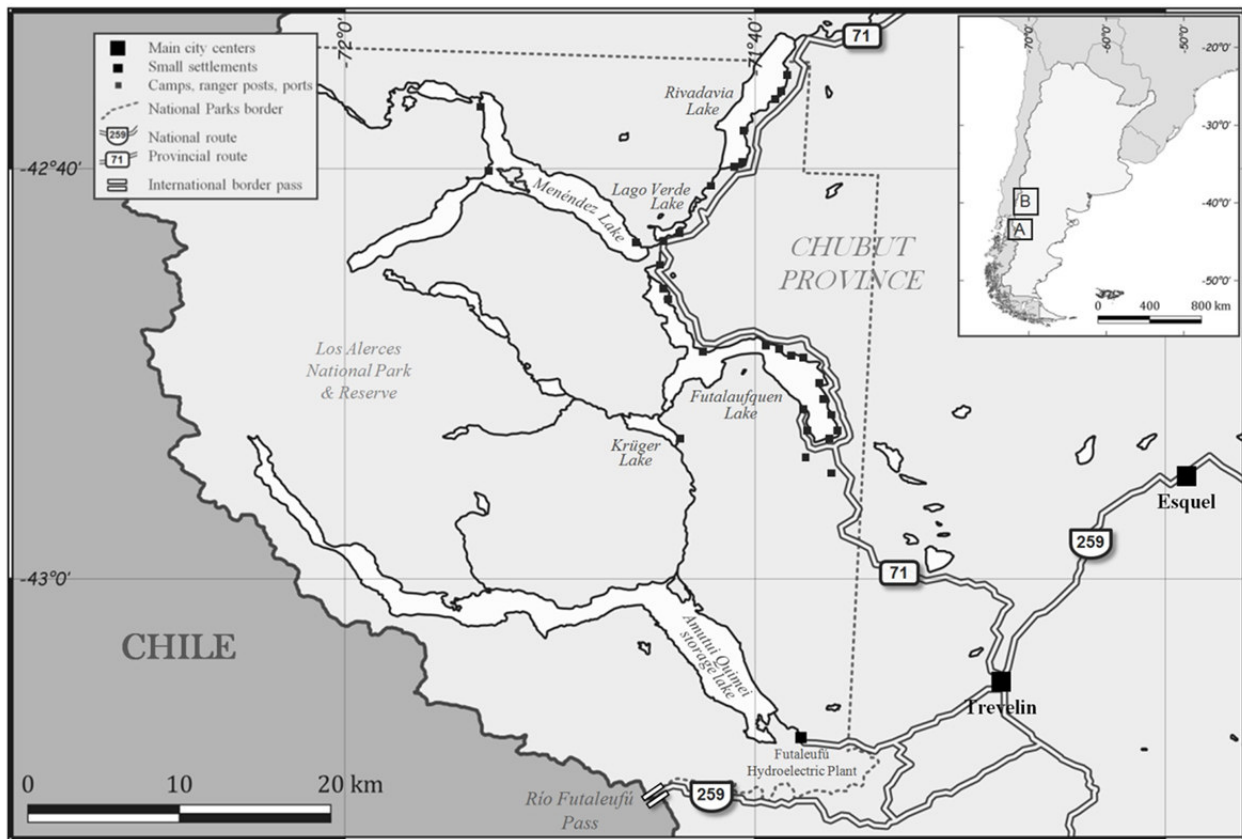 Main city centers
Small settlements
Camps, ranger posts, ports
National Parks border
259
National route
71
Provincial route
International border pass
-72°0'
71°40'
71
-70°0'
-60°0'
-50°0'
-20°0'
-30°0'
-40°0'
-50°0'
B
A
0 400 800 km
Rivadavia
Lake
-42°40'
Lago Verde
Lake
Menéndez Lake
CHUBUT
PROVINCE
Los Alerces
National Park
& Reserve
Futalaufquen
Lake
Krüger
Lake
Esquel
259
-43°0'
71
CHILE
Amutui Quimei
storage lake
Trevelin
Futaleufú
Hydroelectric Plant
0 10 20 km
Río Futaleufú
Pass
259